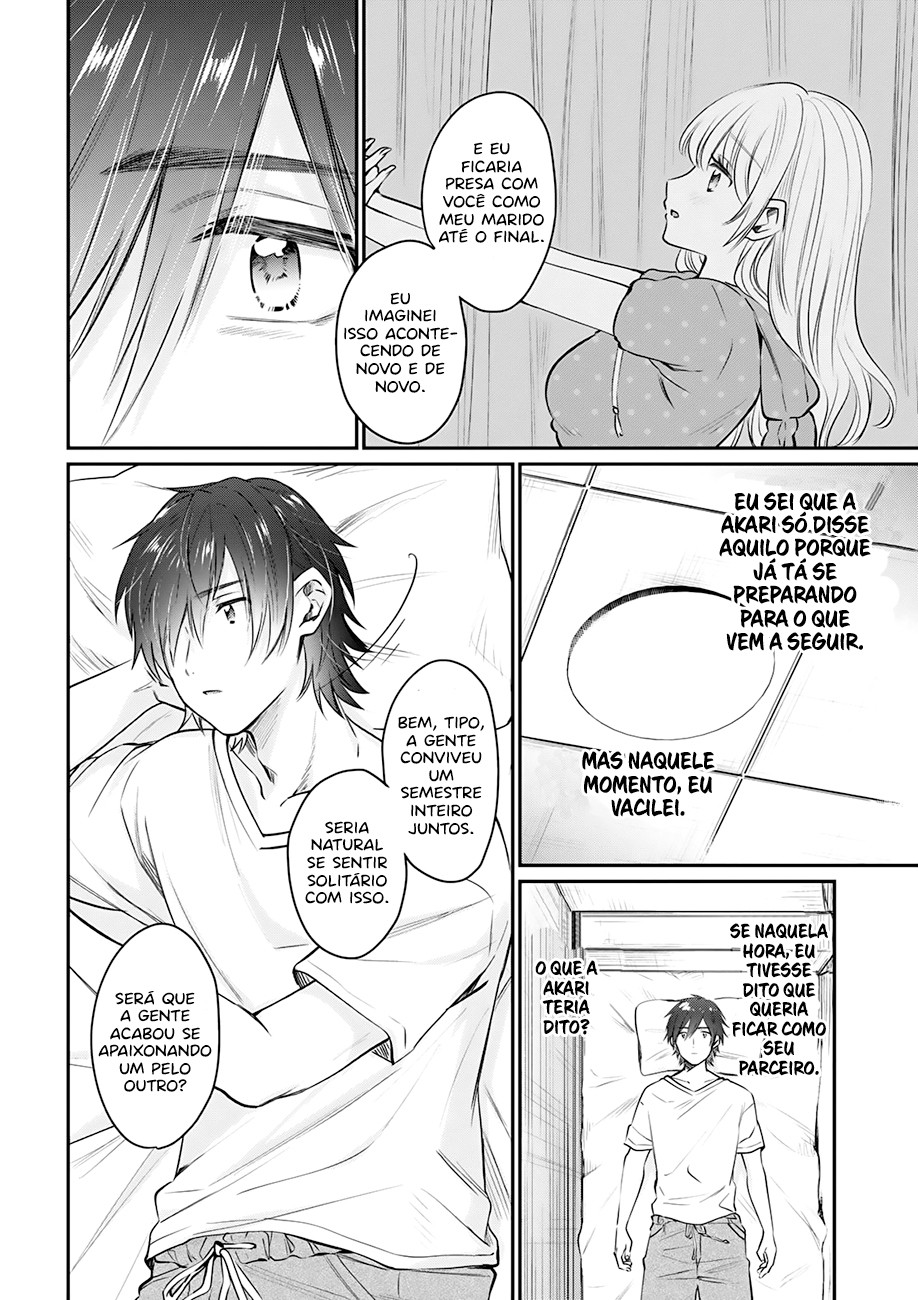 E EU
FICARIA
PRESA COM
VOCÊ COMO
MEU MARIDO
ATÉ O FINAL.
EU
IMAGINEI
ISSO ACONTE-
CENDO DE
NOVO E DE
NOVO.
EU SEI QUE A
AKARI SÓ DISSE
AQUILO PORQUE
JÁ TÁ SE
PREPARANDO
PARA O QUE
VEM A SEGUIR.
MAS NAQUELE
MOMENTO, EU
VACILEI.
SE NAQUELA
HORA, EU
TIVESSE
DITO QUE
QUERIA
FICAR COMO
SEU
PARCEIRO.
O QUE A
AKARI
TERIA
DITO?
BEM, TIPO,
A GENTE
CONVIVEU
UM
SEMESTRE
INTEIRO
JUNTOS.
SERIA
NATURAL
SE SENTIR
SOLITÁRIO
COM ISSO.
SERÁ QUE
A GENTE
ACABOU SE
APAIXONANDO
UM PELO
OUTRO?